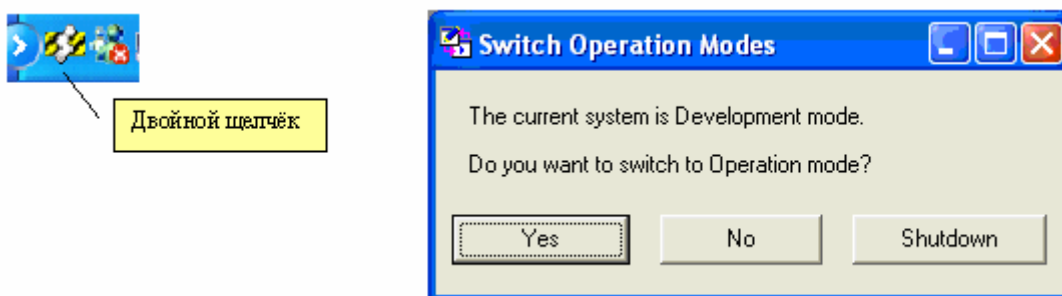 Двойной щелчёк
Switch Operation Modes
The current system is Development mode.
Do you want to switch to Operation mode?
Yes
No
Shutdown